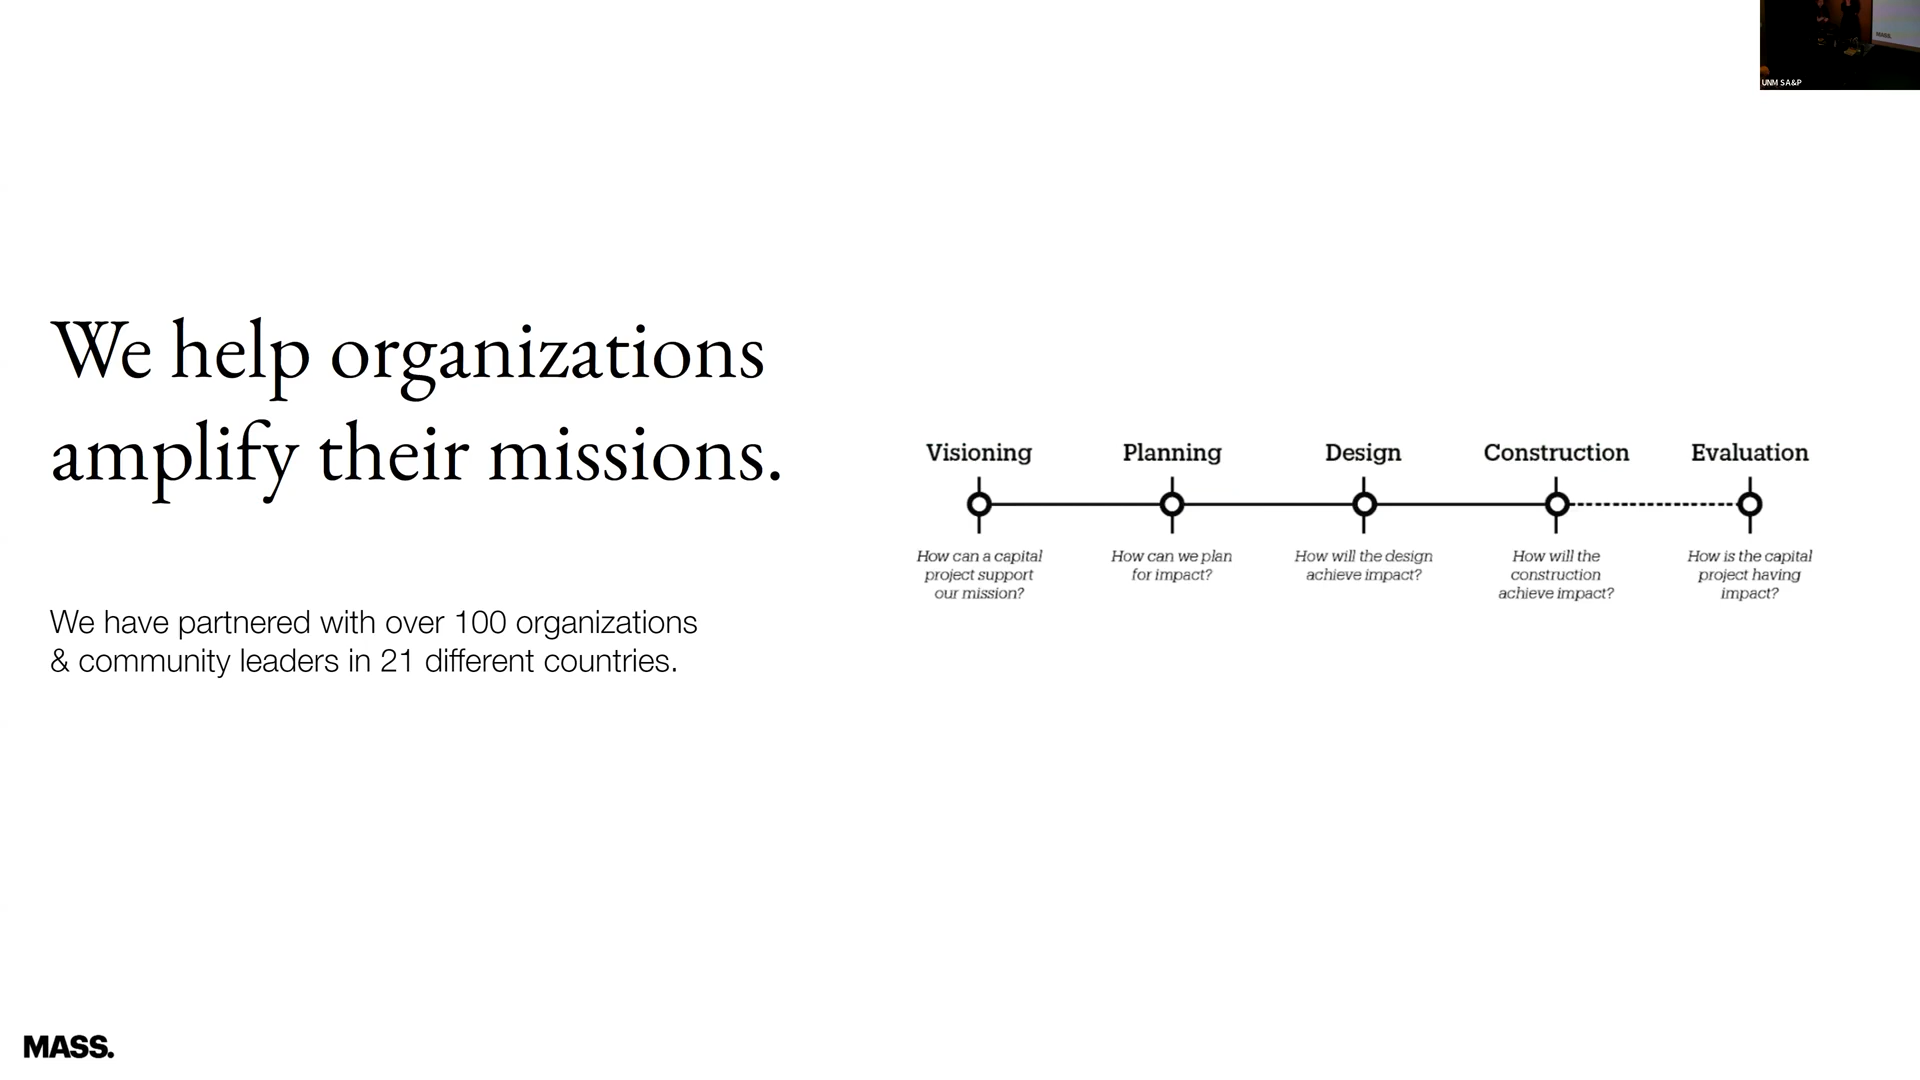 UNM SA&P
MASS.
We help organizations
amplify their missions.
We have partnered with over 100 organizations
& community leaders in 21 different countries.
Visioning
Planning
Design
Construction
Evaluation
How can a capital
project support
our mission?
How can we plan
for impact?
How will the design
achieve impact?
How will the
construction
achieve impact?
How is the capital
project having
impact?
MASS.